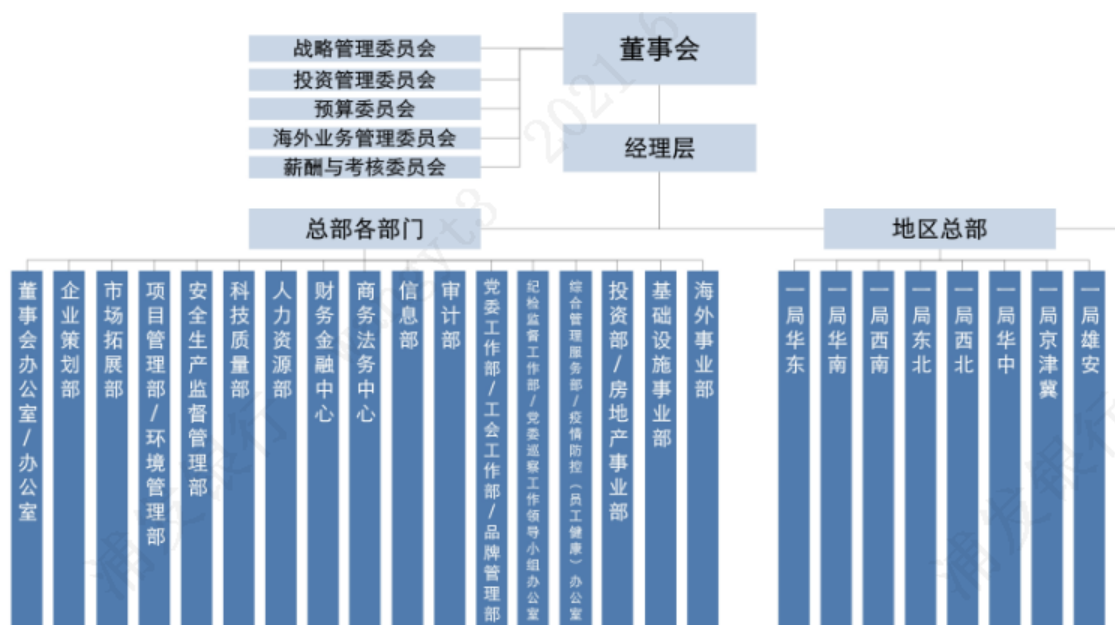 战略管理委员会
投资管理委员会
预算委员会
海外业务管理委员会
薪酬与考核委员会
董事会
经理层
总部各部门
地区总部
董事会办公室/办公室
企业策划部
市场拓展部
项目管理部/环境管理部
安全生产监督管理部
科技质量部
人力资源部
财务金融中心
商务法务中心
信息部
审计部
党委工作部/工会工作部/品牌管理部
纪检监督工作部/党委巡察工作领导小组办公室
综合管理服务部/疫情防控（员工健康）办公室
投资部/房地产事业部
基础设施事业部
海外事业部
一局华东
一局华南
一局西南
一局东北
一局西北
一局华中
一局京津冀
一局雄安
浦发银行
浦发银行